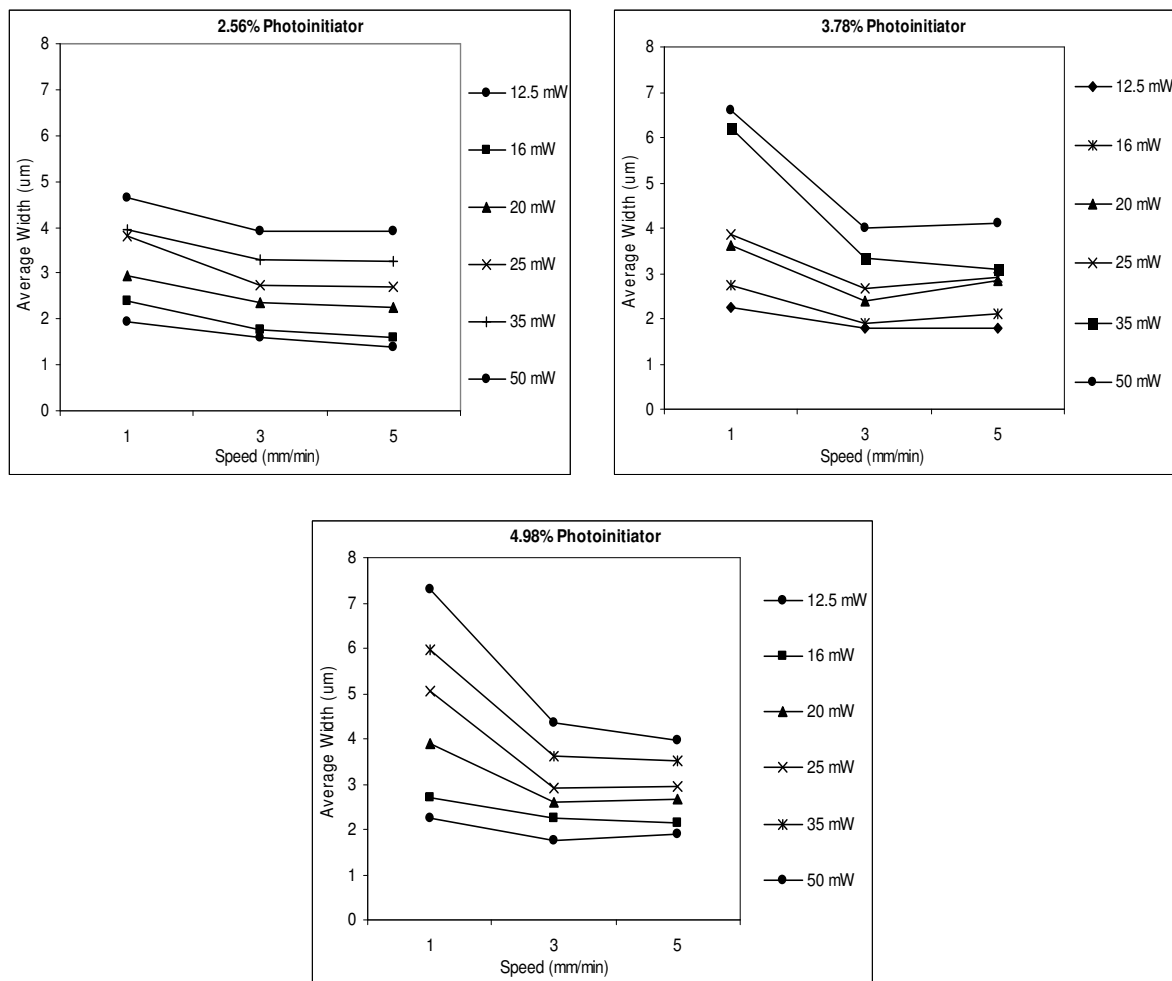 2.56% Photoinitiator
8
7
6
5
4
3
2
1
0
Average Width (um)
1 3 5
Speed (mm/min)
12.5 mW
16 mW
20 mW
25 mW
35 mW
50 mW
3.78% Photoinitiator
8
7
6
5
4
3
2
1
0
Average Width (um)
1 3 5
Speed (mm/min)
12.5 mW
16 mW
20 mW
25 mW
35 mW
50 mW
4.98% Photoinitiator
8
7
6
5
4
3
2
1
0
Average Width (um)
1 3 5
Speed (mm/min)
12.5 mW
16 mW
20 mW
25 mW
35 mW
50 mW